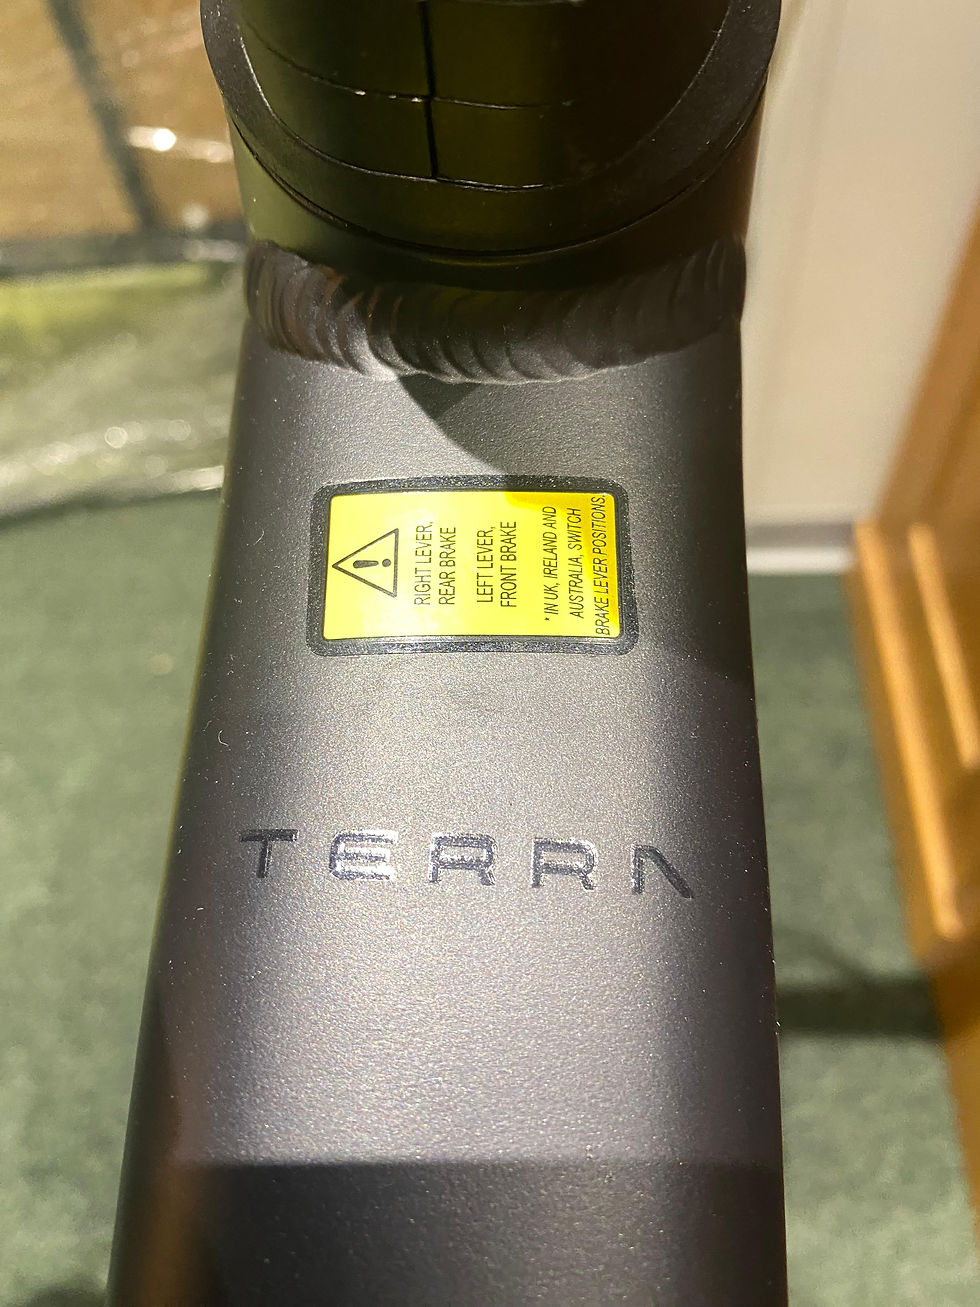 RIGHT LEVER,
REAR BRAKE
LEFT LEVER,
FRONT BRAKE
*IN UK, IRELAND AND
AUSTRALIA, SWITCH
BRAKE LEVER POSITIONS.
TERRA